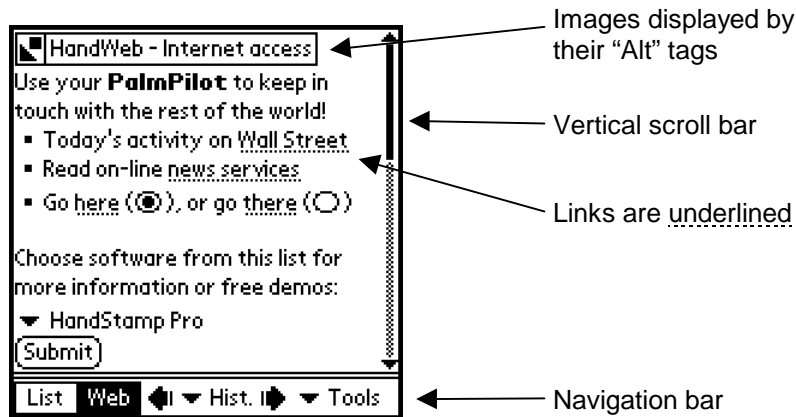 HandWeb - Internet access
Use your PalmPilot to keep in
touch with the rest of the world!
▪ Today's activity on Wall Street
▪ Read on-line news services
▪ Go here (◉), or go there (○)
Choose software from this list for
more information or free demos:
HandStamp Pro
Submit
List Web Hist. Tools
Images displayed by
their “Alt” tags
Vertical scroll bar
Links are underlined
Navigation bar